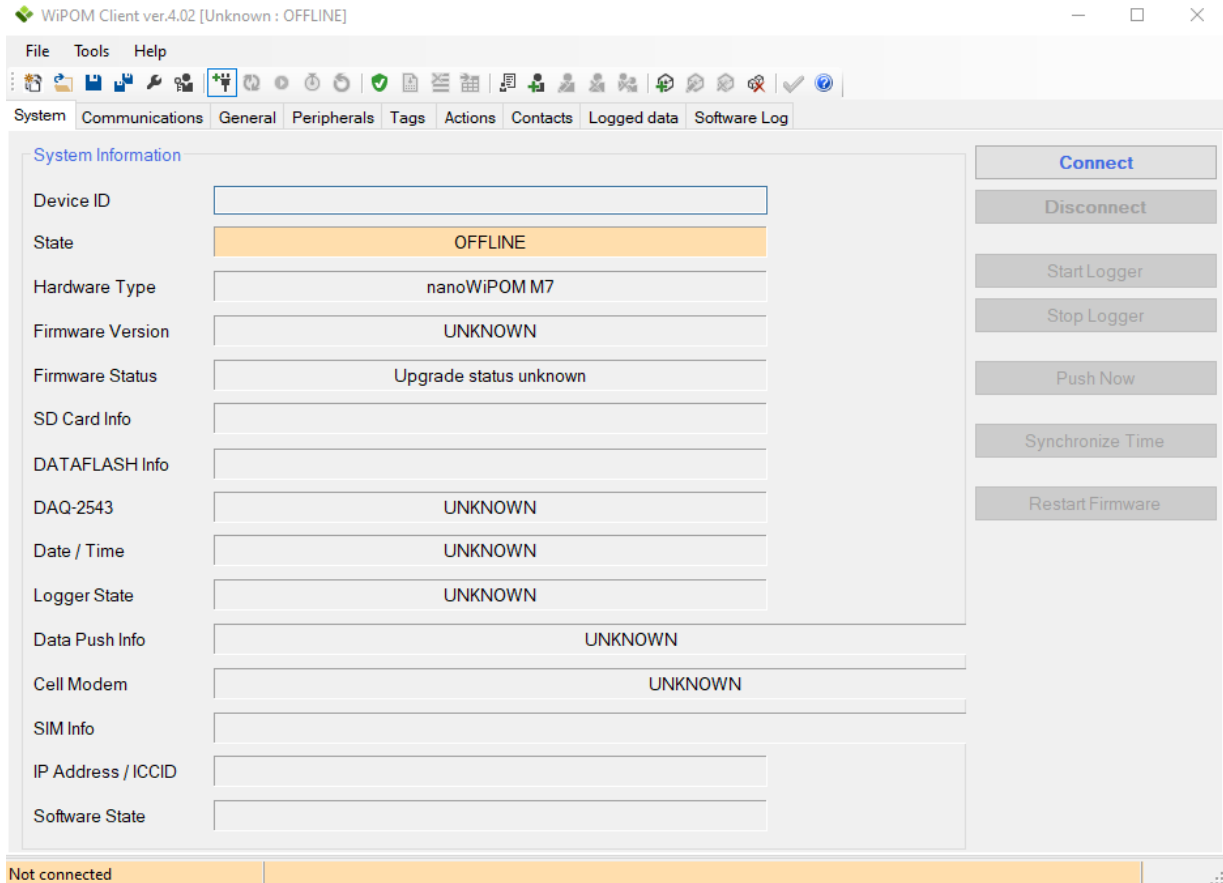 WiPOM Client ver.4.02 [Unknown : OFFLINE]
File Tools Help
System Communications General Peripherals Tags Actions Contacts Logged data Software Log
System Information
Connect
Device ID
Disconnect
State OFFLINE
Start Logger
Hardware Type nanoWiPOM M7
Stop Logger
Firmware Version UNKNOWN
Firmware Status Upgrade status unknown
Push Now
SD Card Info
Synchronize Time
DATAFLASH Info
DAQ-2543 UNKNOWN
Restart Firmware
Date / Time UNKNOWN
Logger State UNKNOWN
Data Push Info UNKNOWN
Cell Modem UNKNOWN
SIM Info
IP Address / ICCID
Software State
Not connected